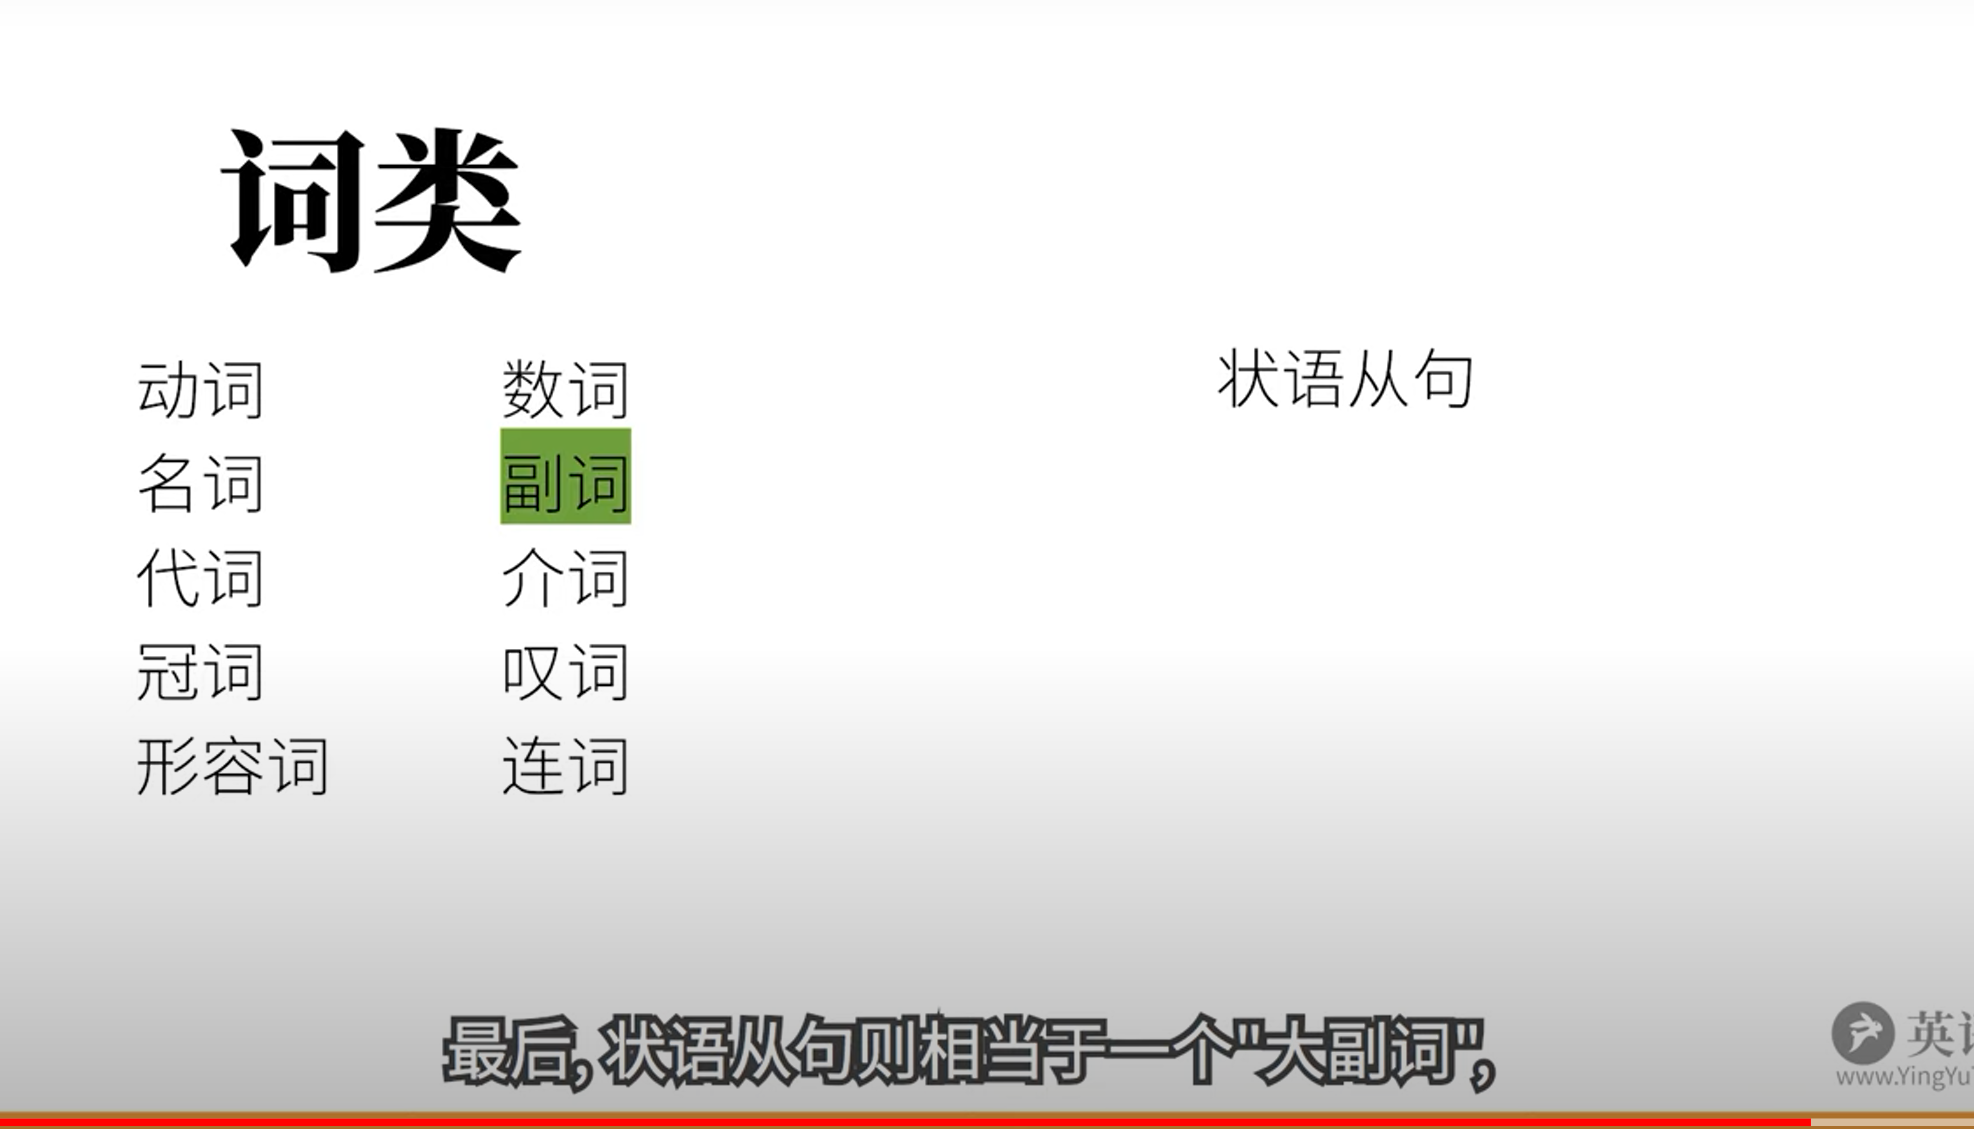 词类
动词
名词
代词
冠词
形容词
数词
副词
介词
叹词
连词
状语从句
最后, 状语从句则相当于一个"大副词",
英语
www.YingYu